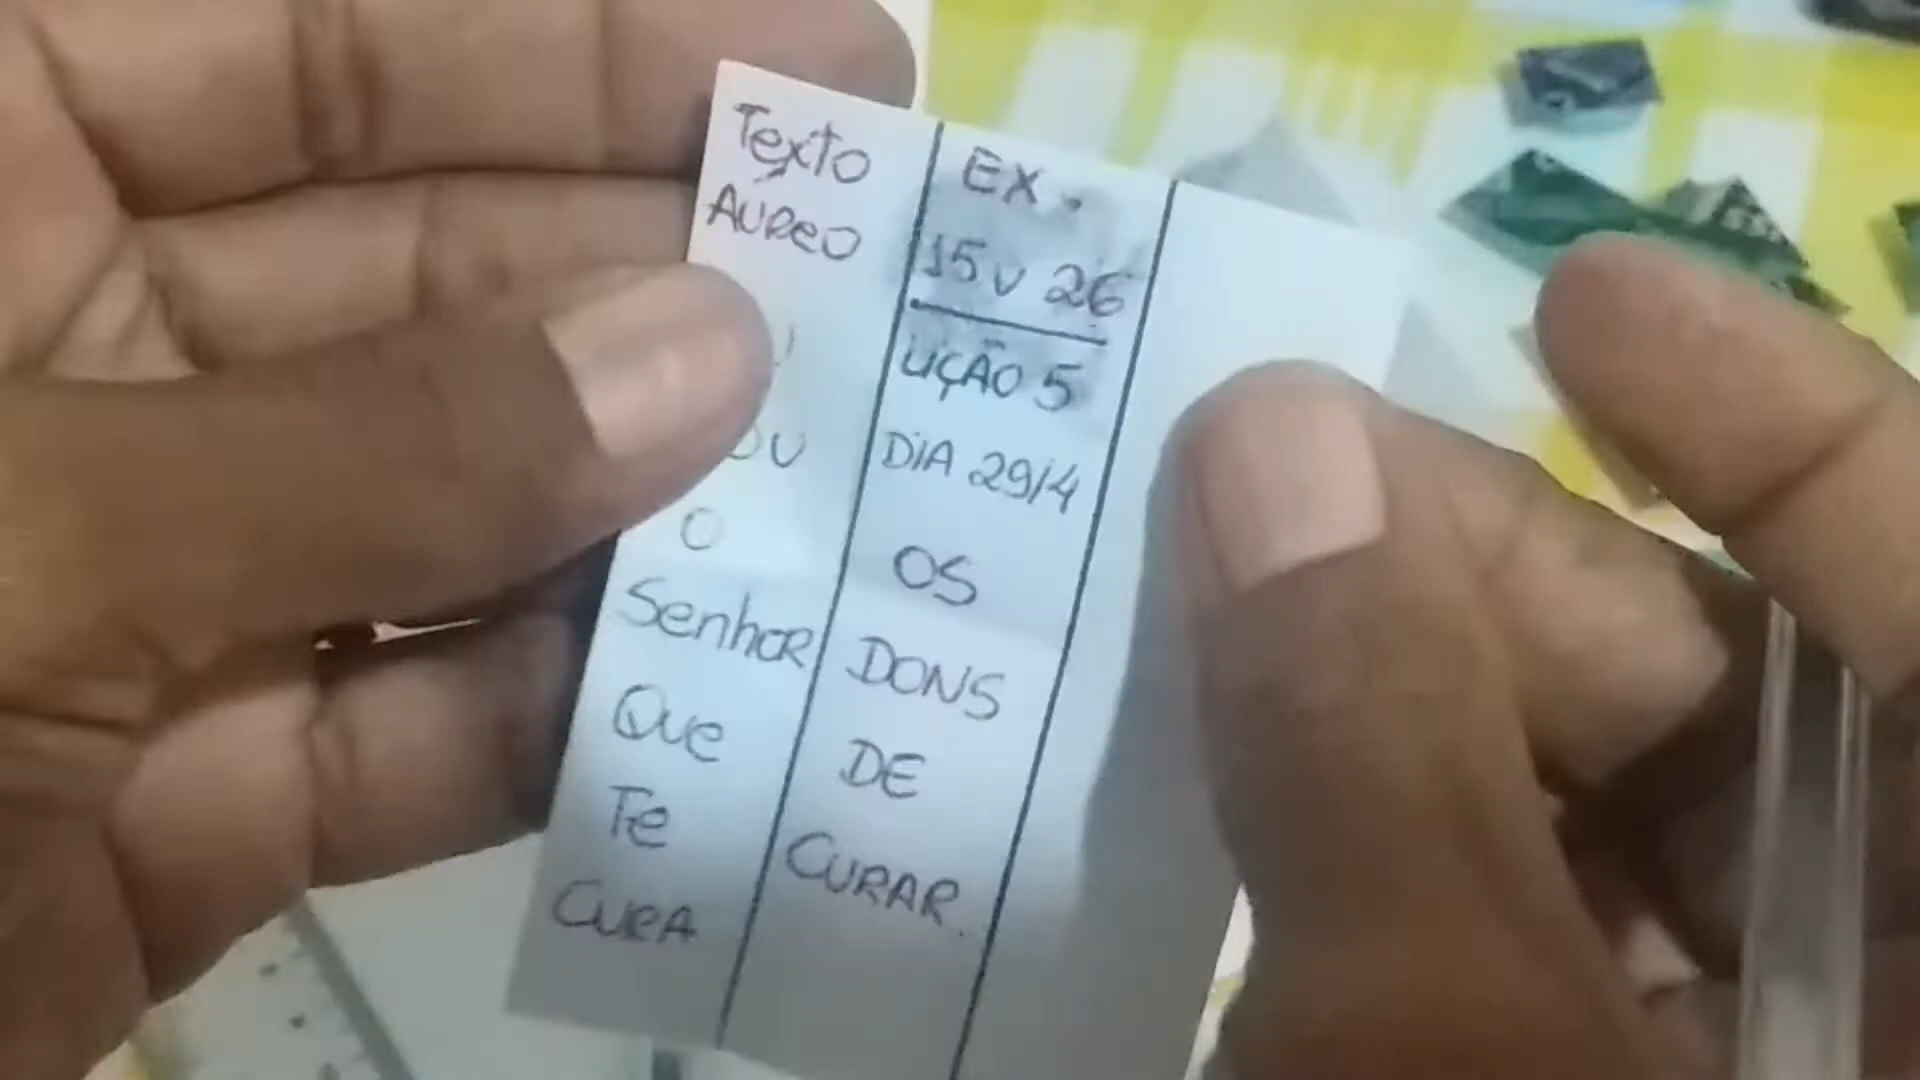 Texto
Aureo
O
Senhor
Que
Te
Cura
EX.
15 v 26
LIÇÃO 5
DIA 29/4
OS
DONS
DE
CURAR.